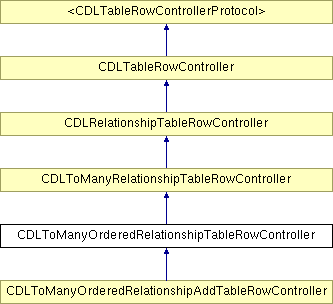 <CDLTableRowControllerProtocol>
CDLTableRowController
CDLRelationshipTableRowController
CDLToManyRelationshipTableRowController
CDLToManyOrderedRelationshipTableRowController
CDLToManyOrderedRelationshipAddTableRowController